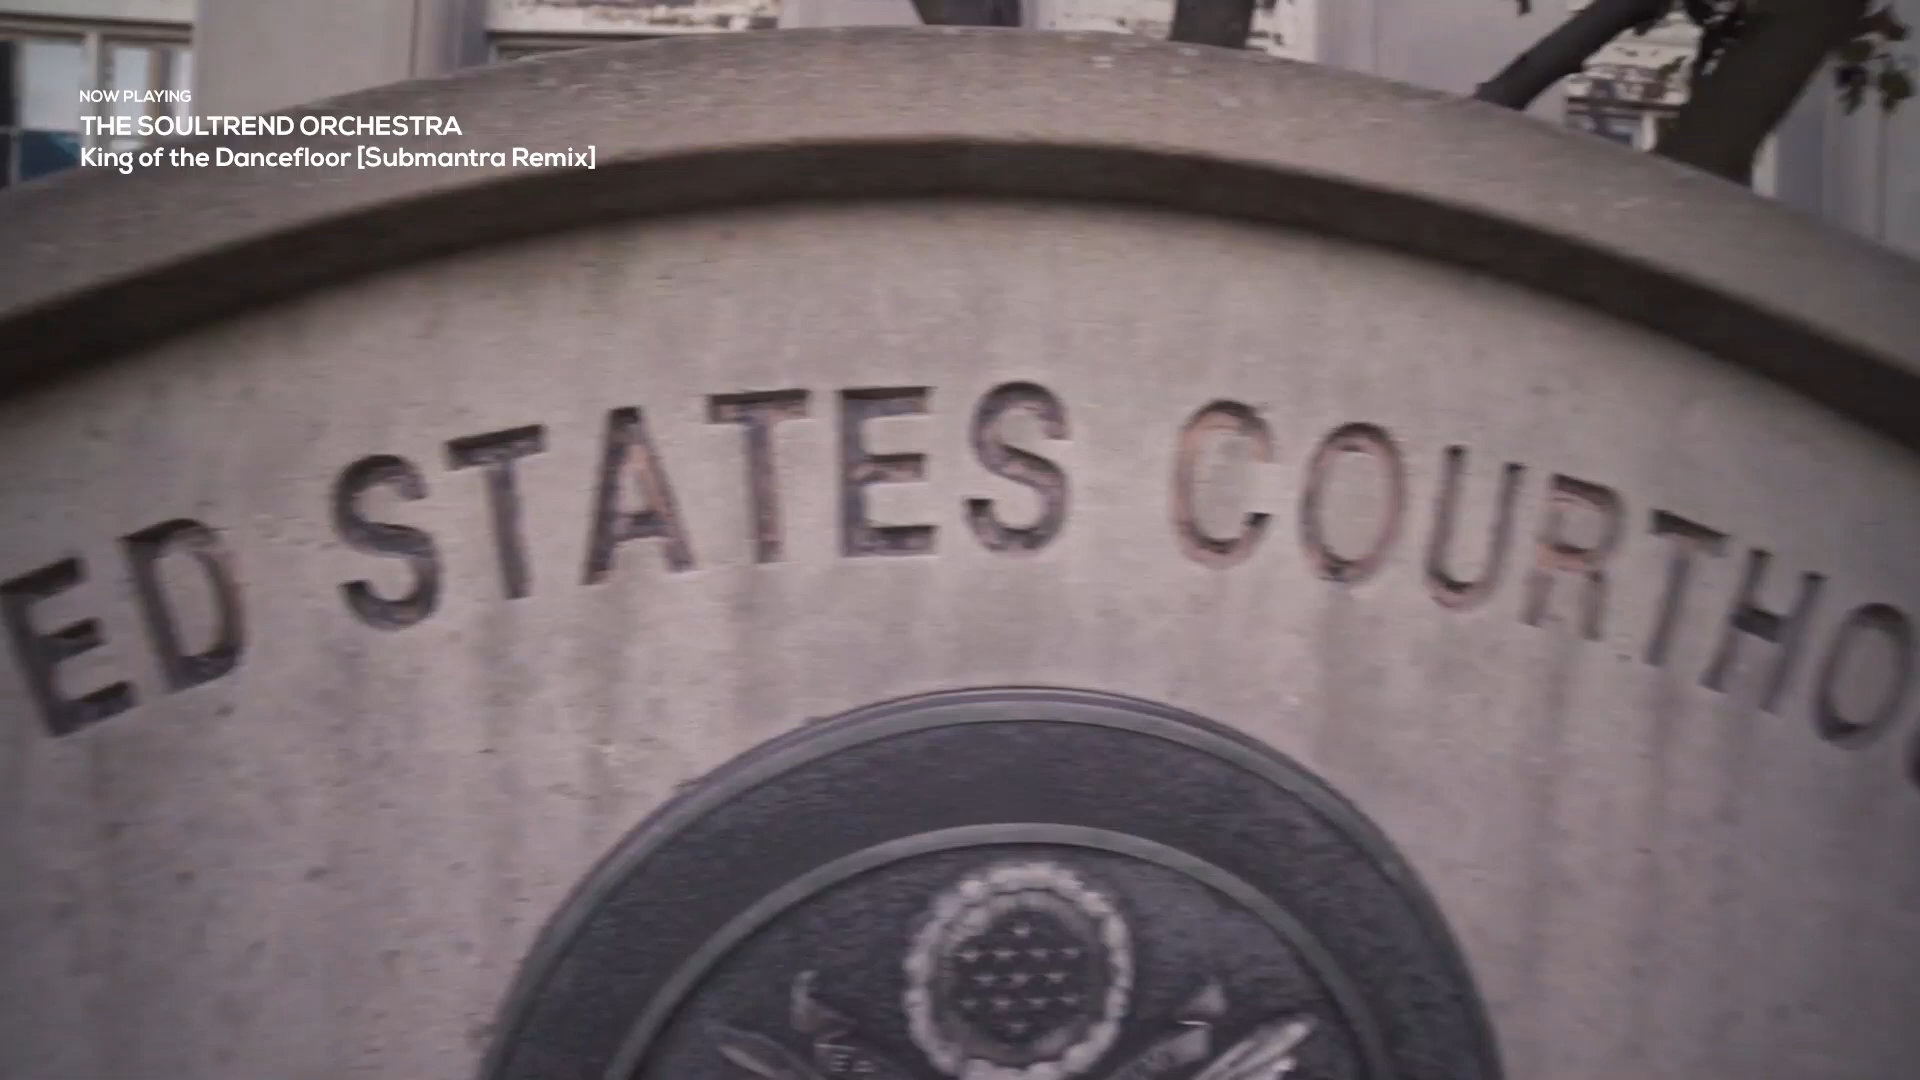 NOW PLAYING
THE SOULTREND ORCHESTRA
King of the Dancefloor [Submantra Remix]
ED STATES COURTHO